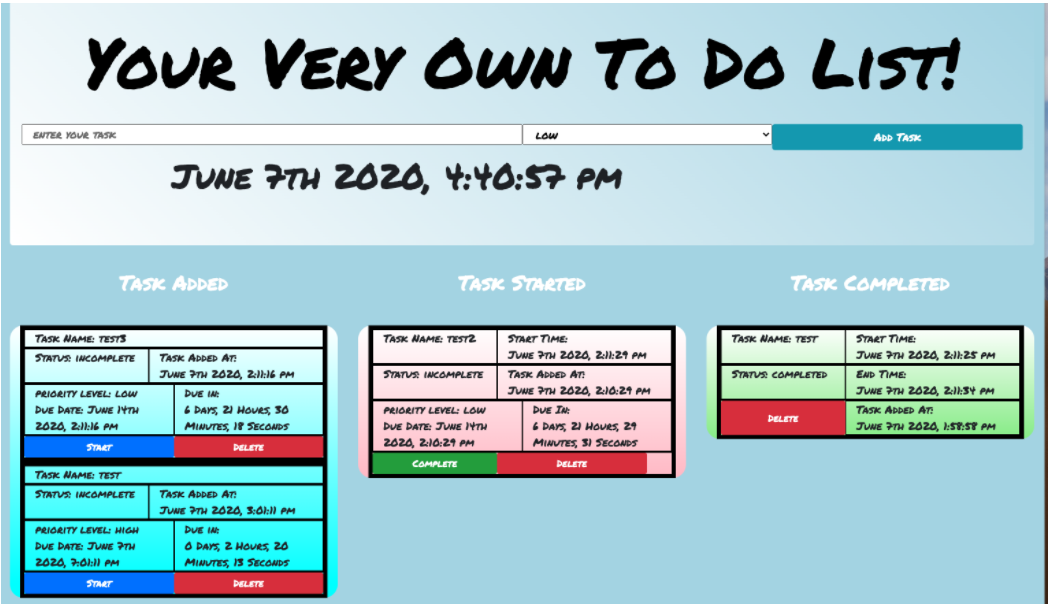 Your Very Own To Do List!
Enter your task
Low
Add Task
June 7th 2020, 4:40:57 pm
Task Added
Task Started
Task Completed
Task Name: test3
Status: incomplete
Task Added At:
June 7th 2020, 2:11:16 pm
priority level: low
Due Date: June 14th
2020, 2:11:16 pm
Due in:
6 Days, 21 Hours, 30
Minutes, 18 Seconds
Start
Delete
Task Name: test
Status: incomplete
Task Added At:
June 7th 2020, 3:01:11 pm
priority level: high
Due Date: June 7th
2020, 7:01:11 pm
Due in:
0 Days, 2 Hours, 20
Minutes, 13 Seconds
Start
Delete
Task Name: test2
Start Time:
June 7th 2020, 2:11:29 pm
Status: incomplete
Task Added At:
June 7th 2020, 2:10:29 pm
priority level: low
Due Date: June 14th
2020, 2:10:29 pm
Due In:
6 Days, 21 Hours, 29
Minutes, 31 Seconds
Complete
Delete
Task Name: test
Start Time:
June 7th 2020, 2:11:25 pm
Status: completed
End Time:
June 7th 2020, 2:11:34 pm
Delete
Task Added At:
June 7th 2020, 1:58:58 pm